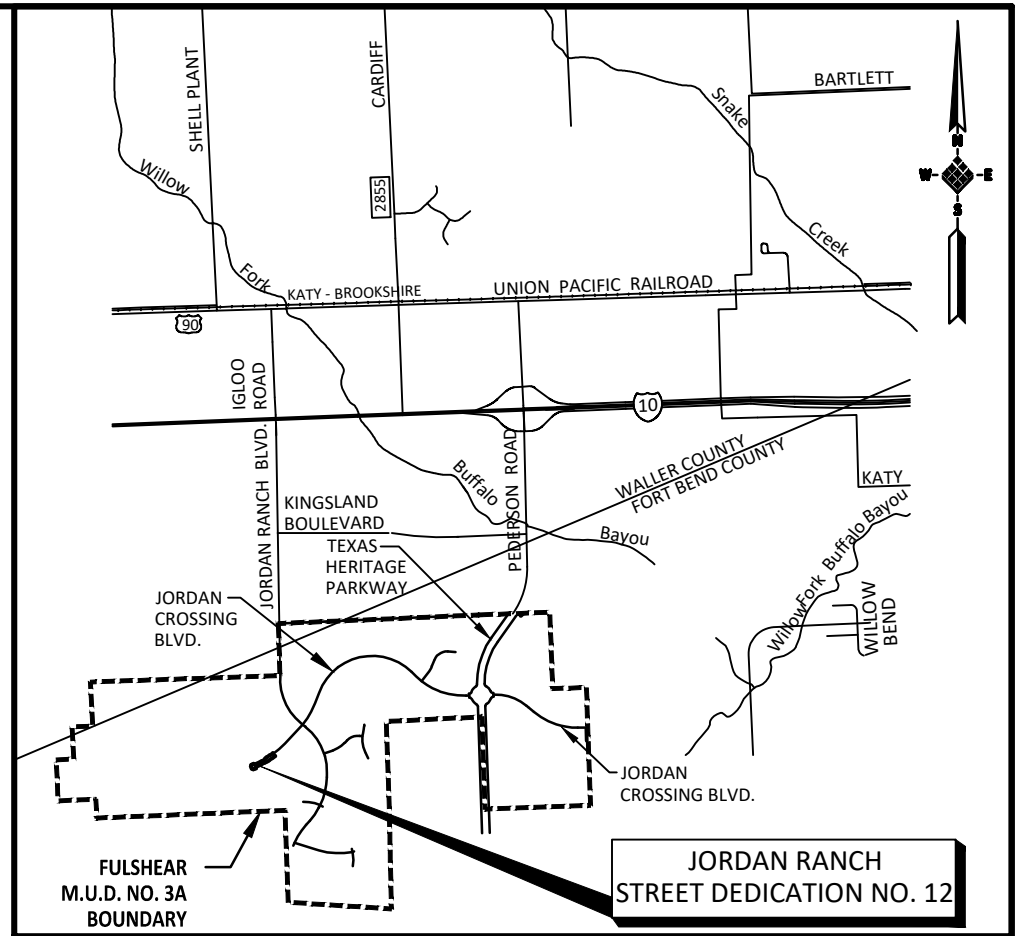 SHELL PLANT
CARDIFF
BARTLETT
Snake
Creek
N
W
E
S
Willow
Fork
2855
KATY - BROOKSHIRE
UNION PACIFIC RAILROAD
90
IGLOO
ROAD
10
JORDAN RANCH BLVD.
PEDERSON ROAD
WALLER COUNTY
FORT BEND COUNTY
KATY
Buffalo
Bayou
KINGSLAND
BOULEVARD
TEXAS
HERITAGE
PARKWAY
Willow Fork Buffalo Bayou
WILLOW
BEND
JORDAN
CROSSING
BLVD.
JORDAN
CROSSING BLVD.
FULSHEAR
M.U.D. NO. 3A
BOUNDARY
JORDAN RANCH
STREET DEDICATION NO. 12